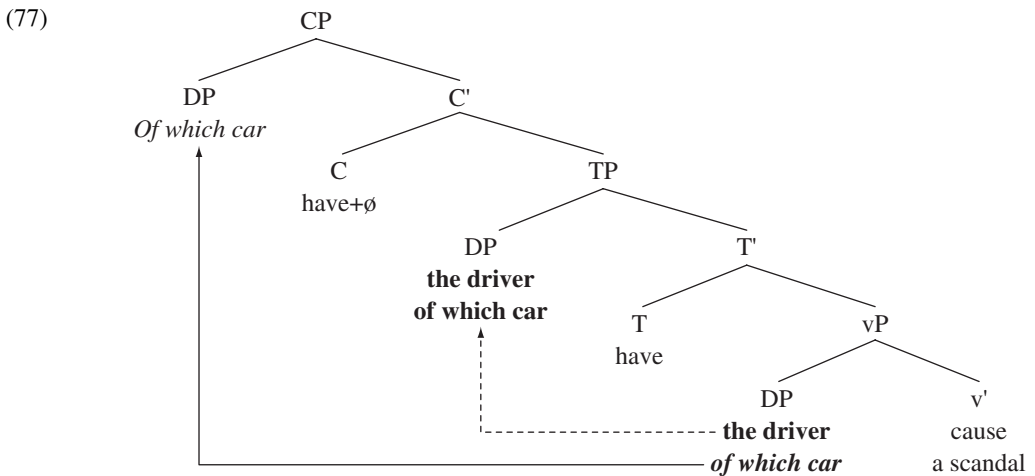 (77)
CP
DP
C'
Of which car
C
TP
have+ø
DP
T'
the driver
of which car
T
vP
have
DP
v'
the driver
cause
of which car
a scandal